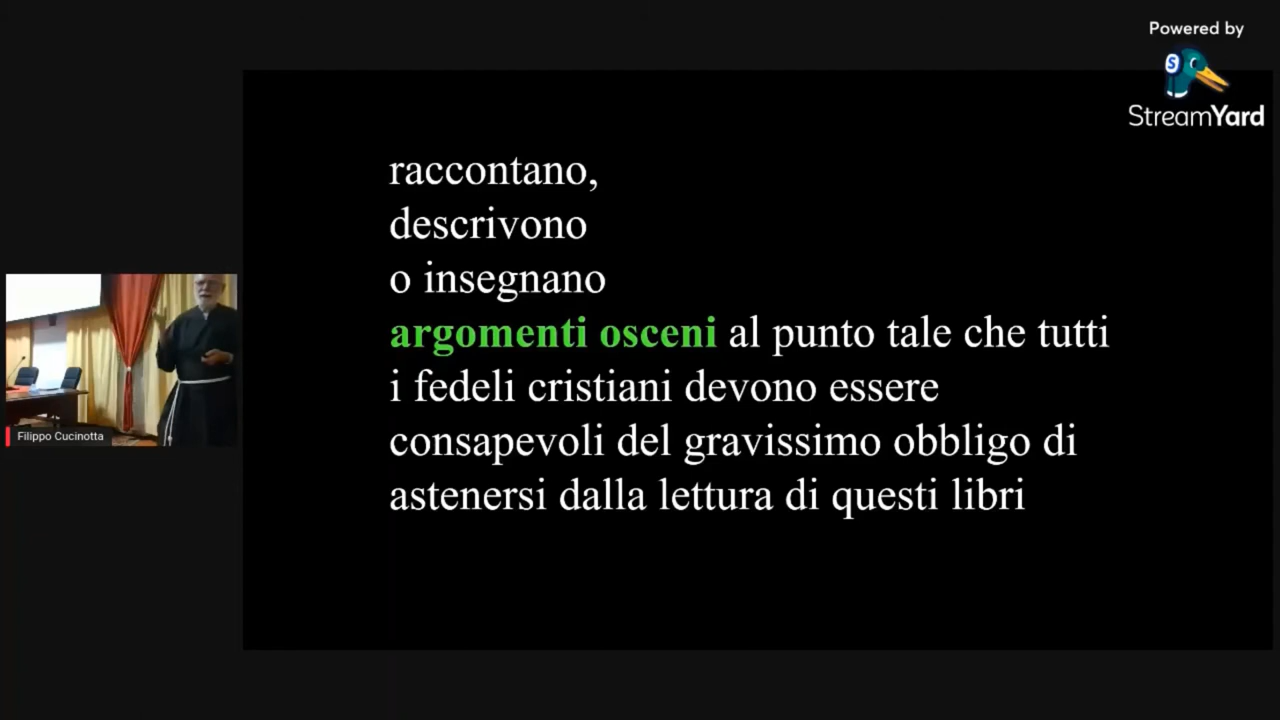 Powered by
StreamYard
raccontano,
descrivono
o insegnano
argomenti osceni al punto tale che tutti
i fedeli cristiani devono essere
consapevoli del gravissimo obbligo di
astenersi dalla lettura di questi libri
Filippo Cucinotta